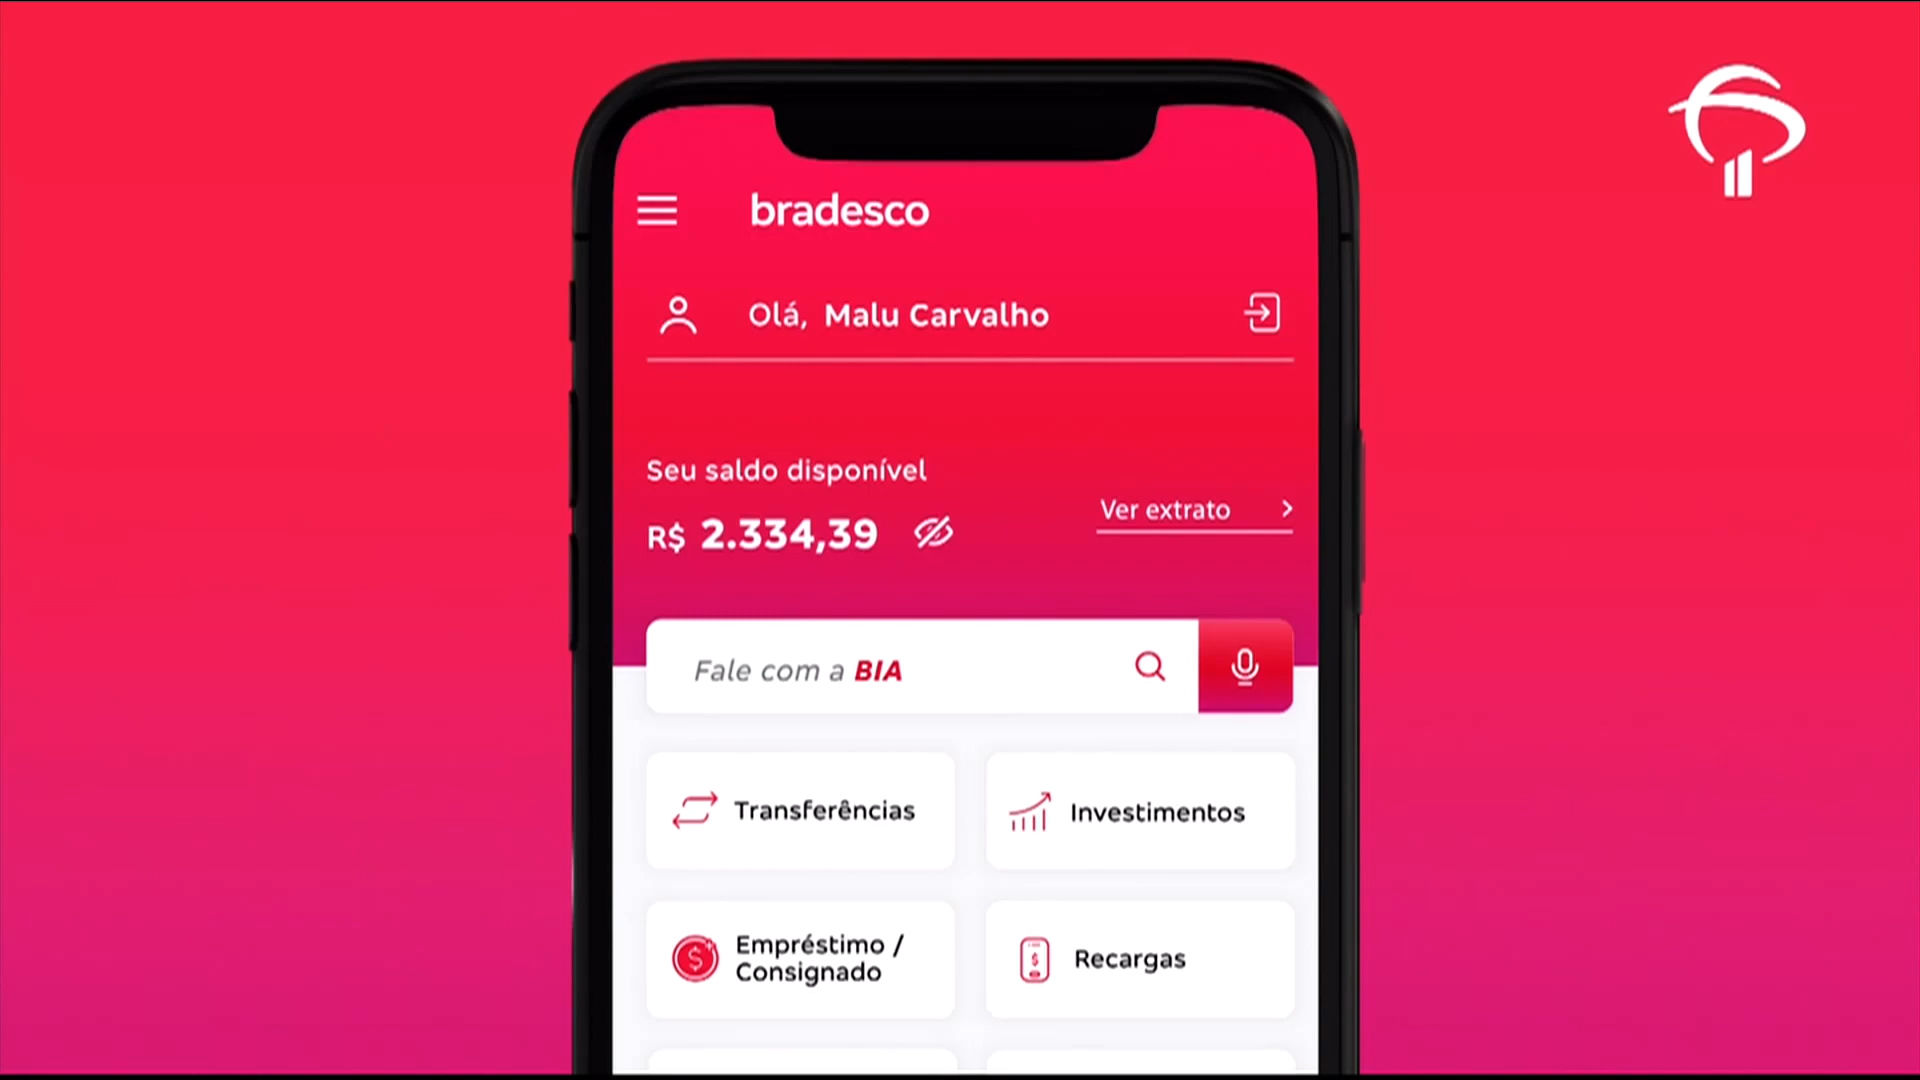 bradesco
Olá, Malu Carvalho
Seu saldo disponível
R$ 2.334,39
Ver extrato
Fale com a BIA
Transferências
Investimentos
Empréstimo /
Consignado
Recargas